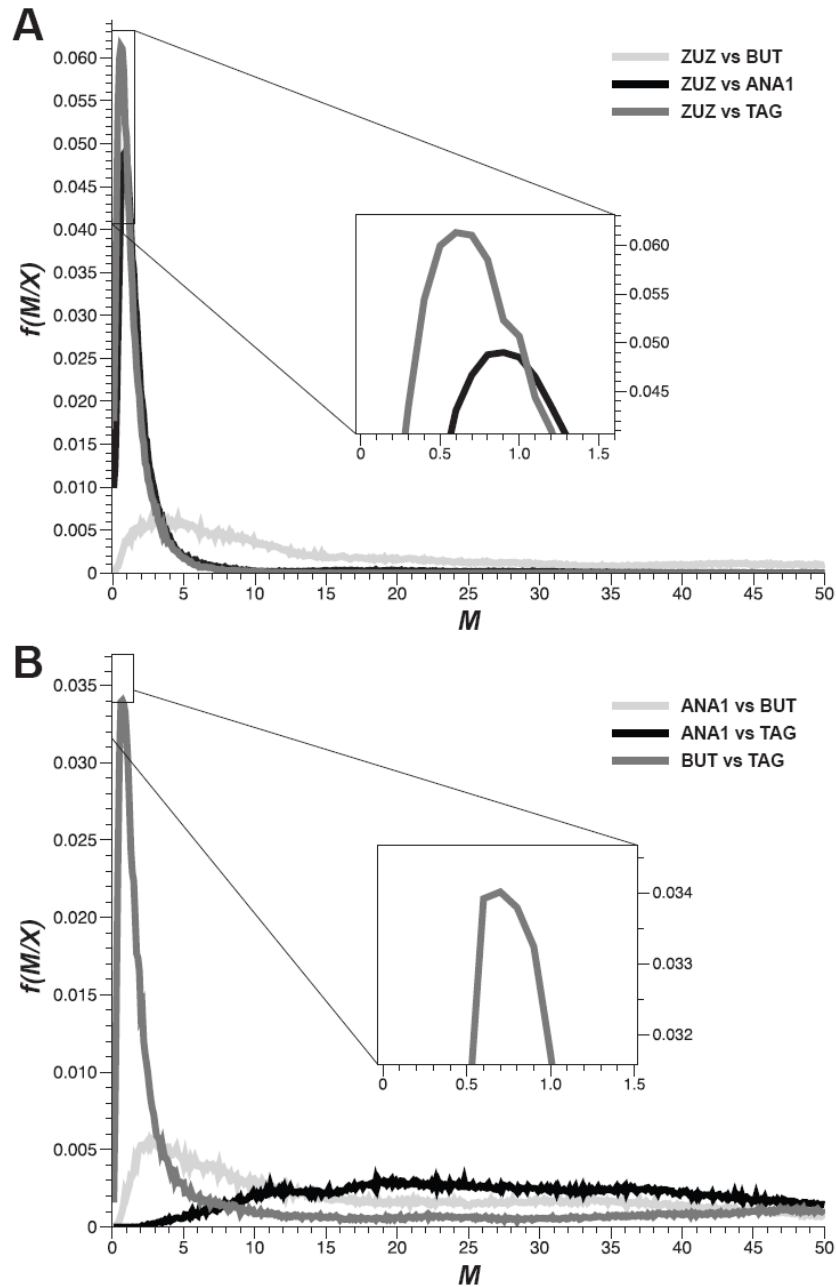 A
ZUZ vs BUT
ZUZ vs ANA1
ZUZ vs TAG
f(M/X)
0.060
0.055
0.050
0.045
0.040
0.035
0.030
0.025
0.020
0.015
0.010
0.005
0
0.060
0.055
0.050
0.045
0 0.5 1.0 1.5
0 5 10 15 20 25 30 35 40 45 50
M
B
ANA1 vs BUT
ANA1 vs TAG
BUT vs TAG
f(M/X)
0.035
0.030
0.025
0.020
0.015
0.010
0.005
0
0.034
0.033
0.032
0 0.5 1.0 1.5
0 5 10 15 20 25 30 35 40 45 50
M